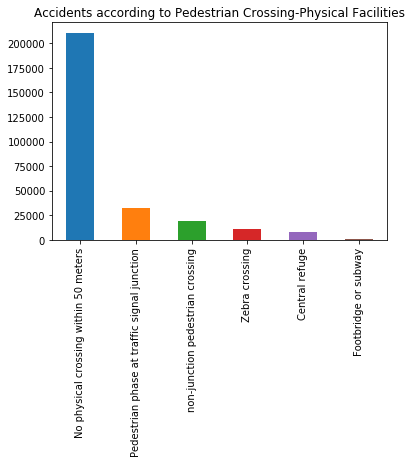 Accidents according to Pedestrian Crossing-Physical Facilities
200000
175000
150000
125000
100000
75000
50000
25000
0
No physical crossing within 50 meters
Pedestrian phase at traffic signal junction
non-junction pedestrian crossing
Zebra crossing
Central refuge
Footbridge or subway